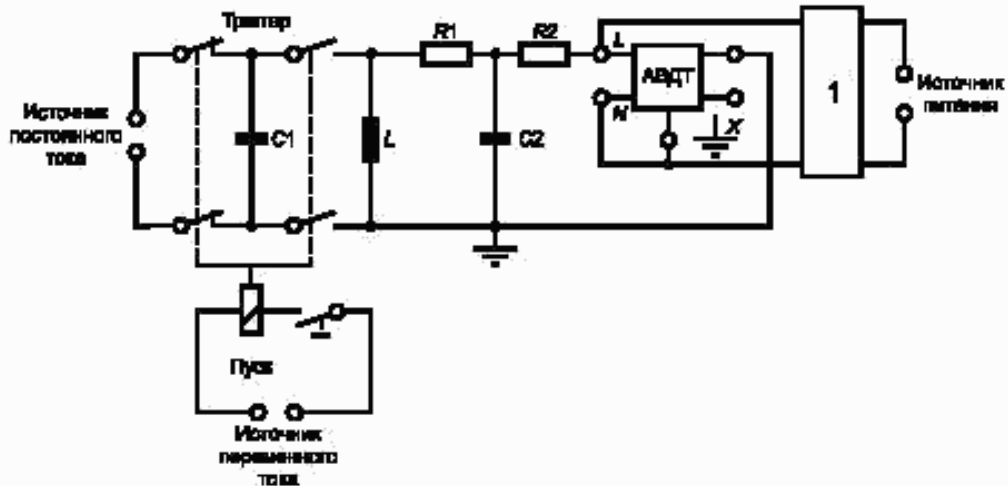 Триггер
Источник
постоянного
тока
C1
L
R1
R2
C2
L
N
АВДТ
X
1
Источник
питания
Пуск
Источник
переменного
тока